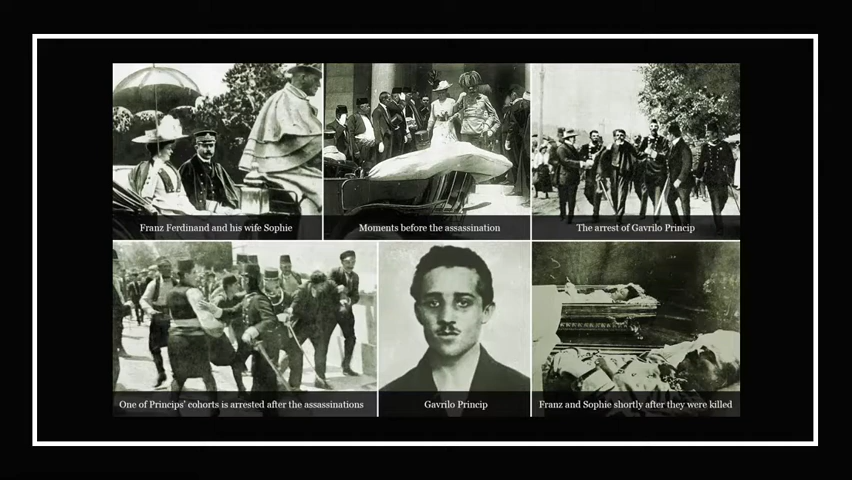 Franz Ferdinand and his wife Sophie
Moments before the assassination
The arrest of Gavrilo Princip
One of Princips' cohorts is arrested after the assassinations
Gavrilo Princip
Franz and Sophie shortly after they were killed